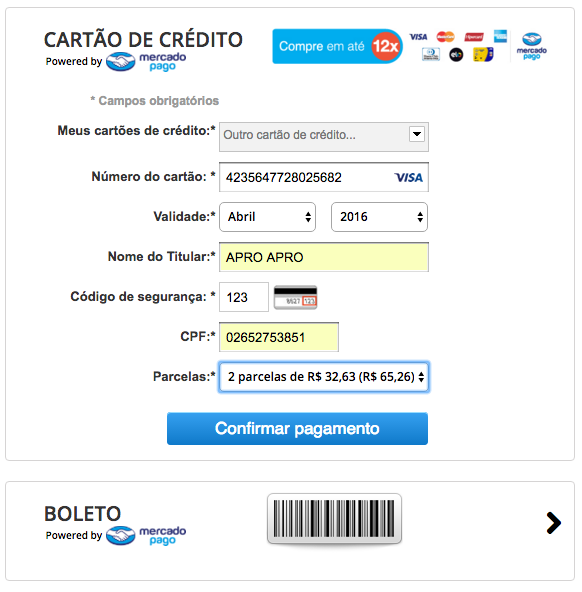 CARTÃO DE CRÉDITO
Powered by mercado pago
Compre em até 12x
VISA
mercado pago
* Campos obrigatórios
Meus cartões de crédito:* Outro cartão de crédito...
Número do cartão: * 4235647728025682 VISA
Validade:* Abril 2016
Nome do Titular:* APRO APRO
Código de segurança: * 123
CPF:* 02652753851
Parcelas:* 2 parcelas de R$ 32,63 (R$ 65,26)
Confirmar pagamento
BOLETO
Powered by mercado pago